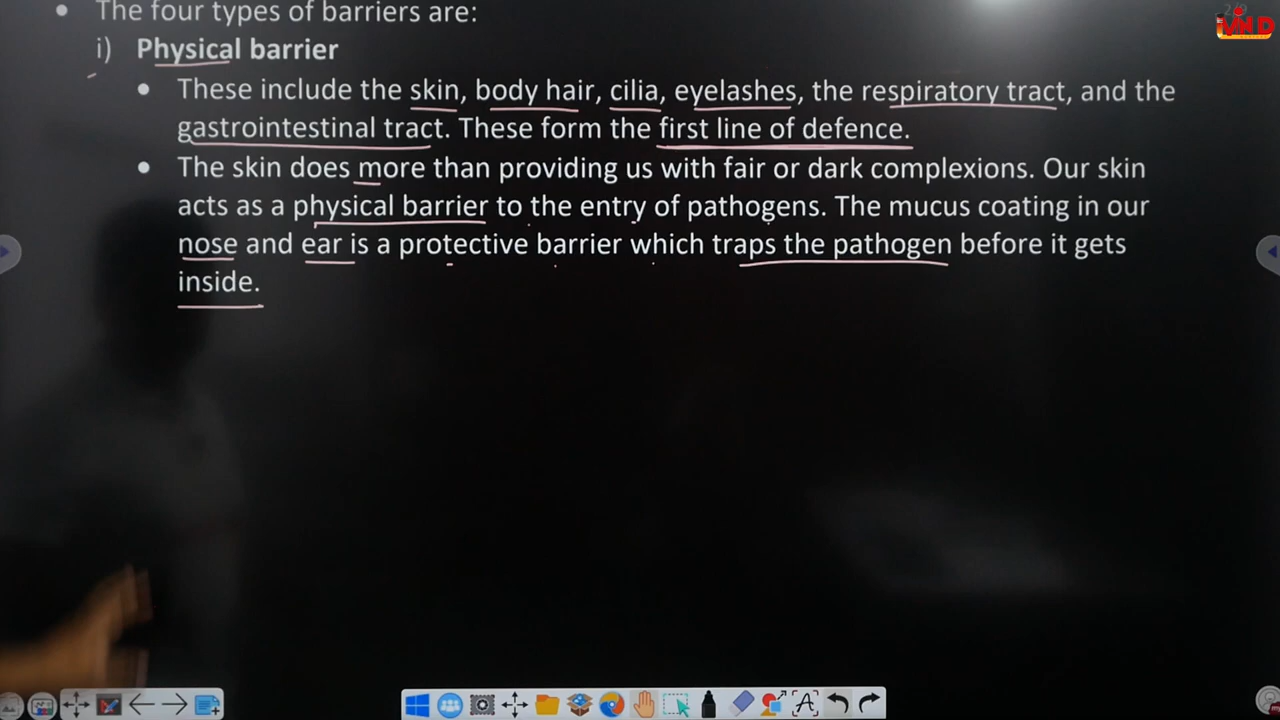 2/9
MIND
• The four types of barriers are:
i) Physical barrier
• These include the skin, body hair, cilia, eyelashes, the respiratory tract, and the
gastrointestinal tract. These form the first line of defence.
• The skin does more than providing us with fair or dark complexions. Our skin
acts as a physical barrier to the entry of pathogens. The mucus coating in our
nose and ear is a protective barrier which traps the pathogen before it gets
inside.